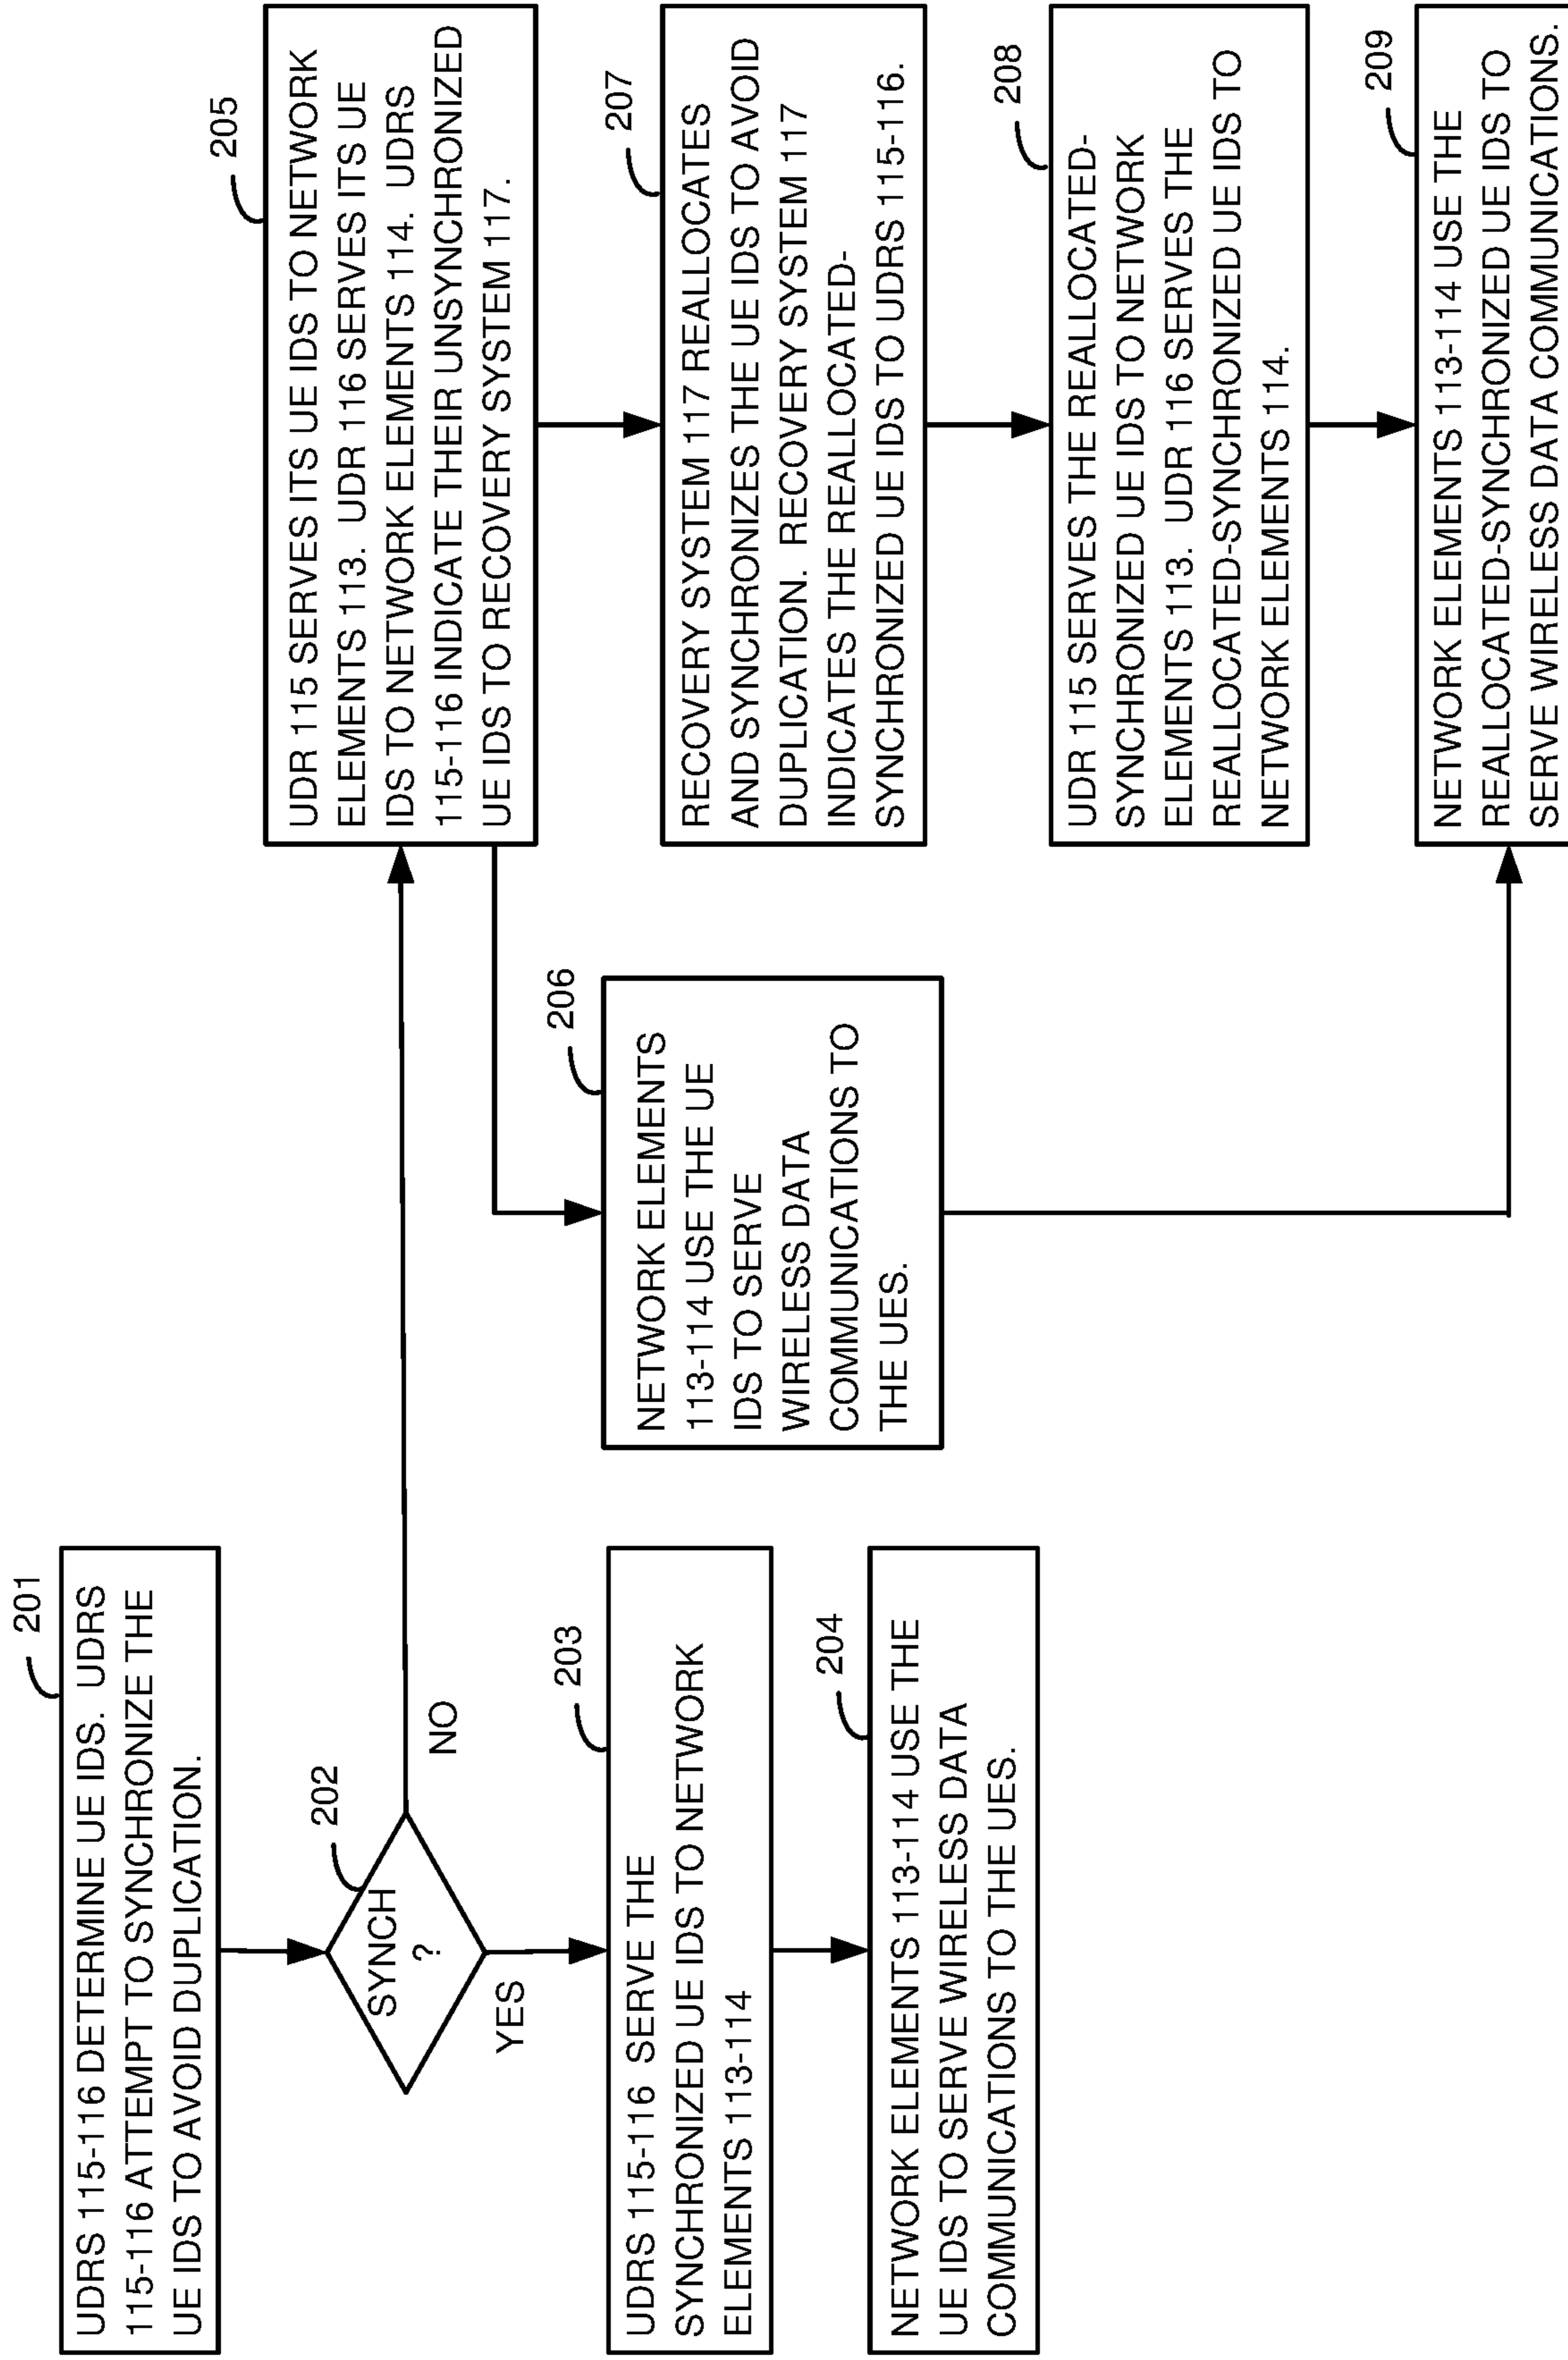 201
UDRS 115-116 DETERMINE UE IDS. UDRS
115-116 ATTEMPT TO SYNCHRONIZE THE
UE IDS TO AVOID DUPLICATION.
202
SYNCH
?
NO
YES
203
UDRS 115-116 SERVE THE
SYNCHRONIZED UE IDS TO NETWORK
ELEMENTS 113-114
204
NETWORK ELEMENTS 113-114 USE THE
UE IDS TO SERVE WIRELESS DATA
COMMUNICATIONS TO THE UES.
205
UDR 115 SERVES ITS UE IDS TO NETWORK
ELEMENTS 113. UDR 116 SERVES ITS UE
IDS TO NETWORK ELEMENTS 114. UDRS
115-116 INDICATE THEIR UNSYNCHRONIZED
UE IDS TO RECOVERY SYSTEM 117.
206
NETWORK ELEMENTS
113-114 USE THE UE
IDS TO SERVE
WIRELESS DATA
COMMUNICATIONS TO
THE UES.
207
RECOVERY SYSTEM 117 REALLOCATES
AND SYNCHRONIZES THE UE IDS TO AVOID
DUPLICATION. RECOVERY SYSTEM 117
INDICATES THE REALLOCATED-
SYNCHRONIZED UE IDS TO UDRS 115-116.
208
UDR 115 SERVES THE REALLOCATED-
SYNCHRONIZED UE IDS TO NETWORK
ELEMENTS 113. UDR 116 SERVES THE
REALLOCATED-SYNCHRONIZED UE IDS TO
NETWORK ELEMENTS 114.
209
NETWORK ELEMENTS 113-114 USE THE
REALLOCATED-SYNCHRONIZED UE IDS TO
SERVE WIRELESS DATA COMMUNICATIONS.